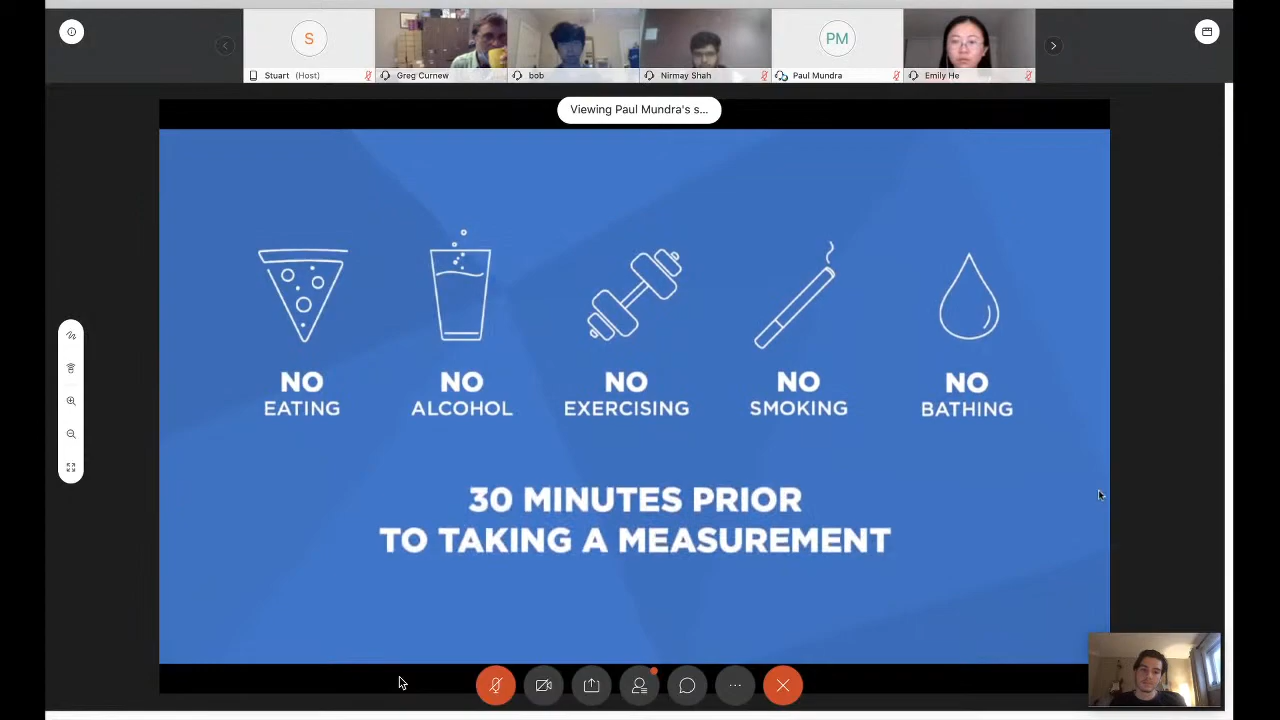 S
PM
Stuart (Host)
Greg Curnew
bob
Nirmay Shah
Paul Mundra
Emily He
Viewing Paul Mundra's s...
NO
EATING
NO
ALCOHOL
NO
EXERCISING
NO
SMOKING
NO
BATHING
30 MINUTES PRIOR
TO TAKING A MEASUREMENT